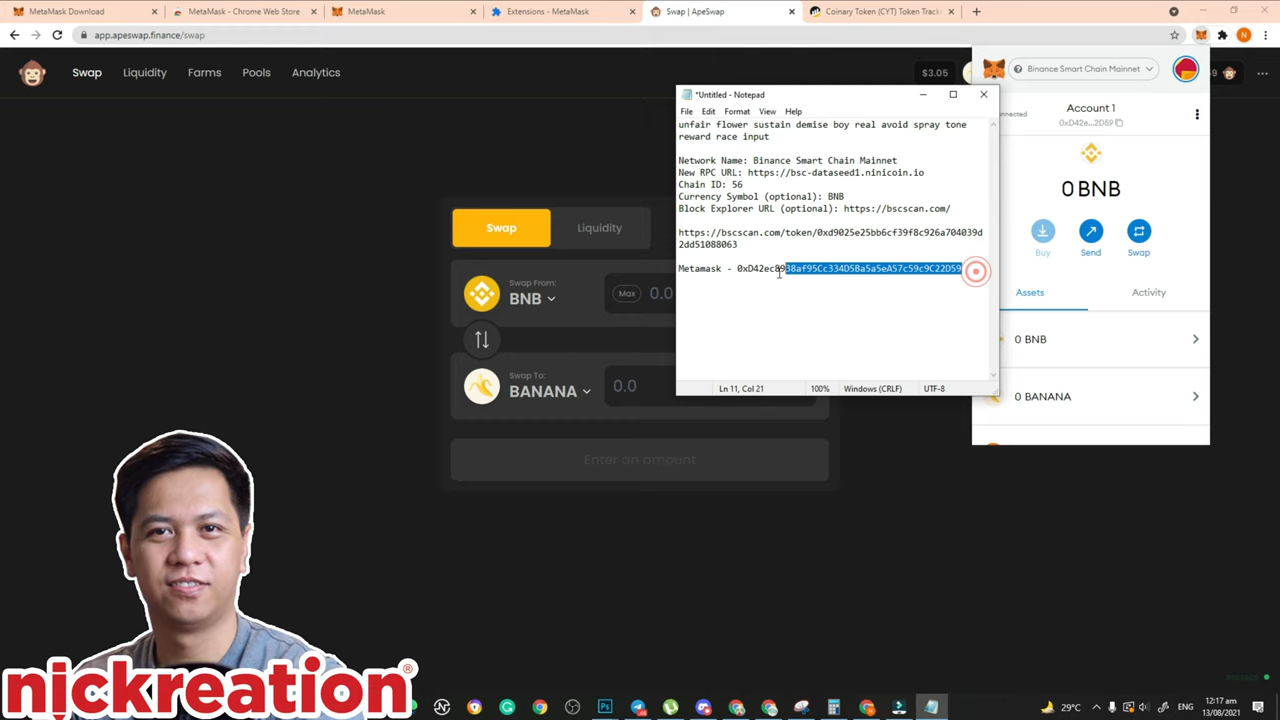 MetaMask Download
MetaMask - Chrome Web Store
MetaMask
Extensions - MetaMask
Swap | ApeSwap
Coinary Token (CYT) Token Track
app.apeswap.finance/swap
N
Swap
Liquidity
Farms
Pools
Analytics
$3.05
Binance Smart Chain Mainnet
*Untitled - Notepad
File Edit Format View Help
unfair flower sustain demise boy real avoid spray tone
reward race input
Network Name: Binance Smart Chain Mainnet
New RPC URL: https://bsc-dataseed1.ninicoin.io
Chain ID: 56
Currency Symbol (optional): BNB
Block Explorer URL (optional): https://bscscan.com/
https://bscscan.com/token/0xd9025e25bb6cf39f8c926a704039d
2dd51088063
Metamask - 0xD42ec8938af95Cc334D5Ba5a5eA57c59c9C22D59
Ln 11, Col 21
100%
Windows (CRLF)
UTF-8
Account 1
0xD42e...2D59
0 BNB
Buy
Send
Swap
Assets
Activity
0 BNB
0 BANANA
Swap
Liquidity
Swap From:
BNB
Max
0.0
Swap To:
BANANA
0.0
Enter an amount
nickreation®
29°C
ENG
12:17 pm
13/08/2021